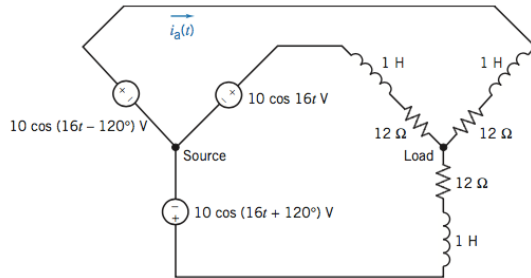 i_a(t)
1 H
1 H
10 cos 16t V
10 cos (16t – 120°) V
12 Ω
12 Ω
Source
Load
12 Ω
10 cos (16t + 120°) V
1 H